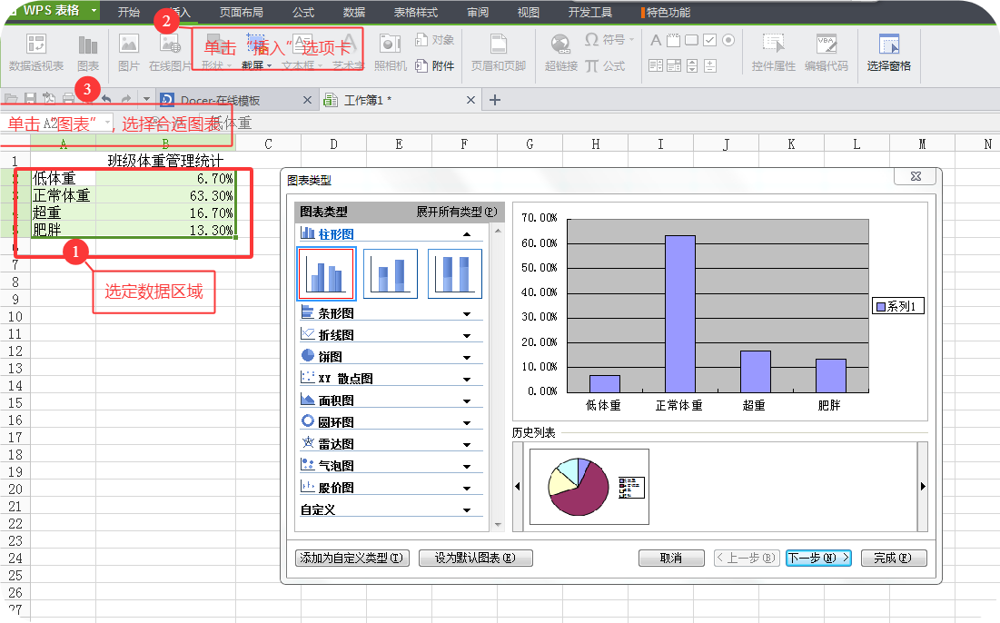 WPS 表格 开始 插入 页面布局 公式 数据 表格样式 审阅 视图 开发工具 特色功能
2
单击“插入”选项卡
对象 符号
数据透视表 图表 图片 在线图片 形状 截屏 文本框 艺术字 照相机 附件 页眉和页脚 超链接 公式 控件属性 编辑代码 选择窗格
3
Docer-在线模板 工作簿1 *
单击“图表”，选择合适图表
A2 低体重
A B C D E F G H I J K L M N
1 班级体重管理统计
2 低体重 6.70%
3 正常体重 63.30%
4 超重 16.70%
5 肥胖 13.30%
6
7
8
9
10
11
12
13
14
15
16
17
18
19
20
21
22
23
24
25
26
27
1
选定数据区域
图表类型
图表类型 展开所有类型(P)
柱形图
条形图
折线图
饼图
XY 散点图
面积图
圆环图
雷达图
气泡图
股价图
自定义
70.00%
60.00%
50.00%
40.00%
30.00%
20.00%
10.00%
0.00%
低体重 正常体重 超重 肥胖
系列1
历史列表
添加为自定义类型(T) 设为默认图表(E) 取消 <上一步(B) 下一步(N)> 完成(F)